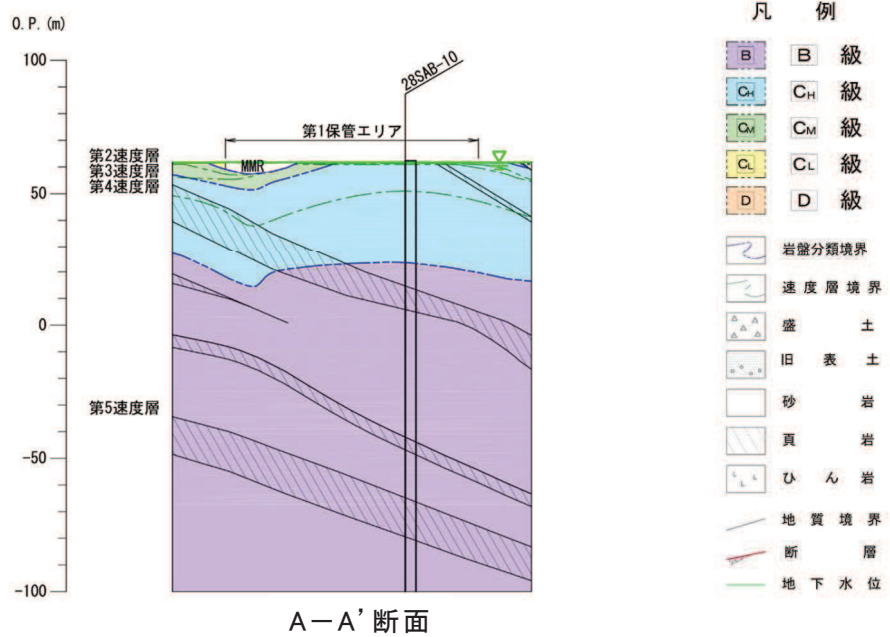 O.P.(m)
100
50
0
-50
-100
28SAB-10
第1保管エリア
MMR
第2速度層
第3速度層
第4速度層
第5速度層
A-A’断面
凡 例
B B 級
CH CH 級
CM CM 級
CL CL 級
D D 級
岩盤分類境界
速度層境界
盛 土
旧 表 土
砂 岩
頁 岩
ひ ん 岩
地 質 境 界
断 層
地 下 水 位